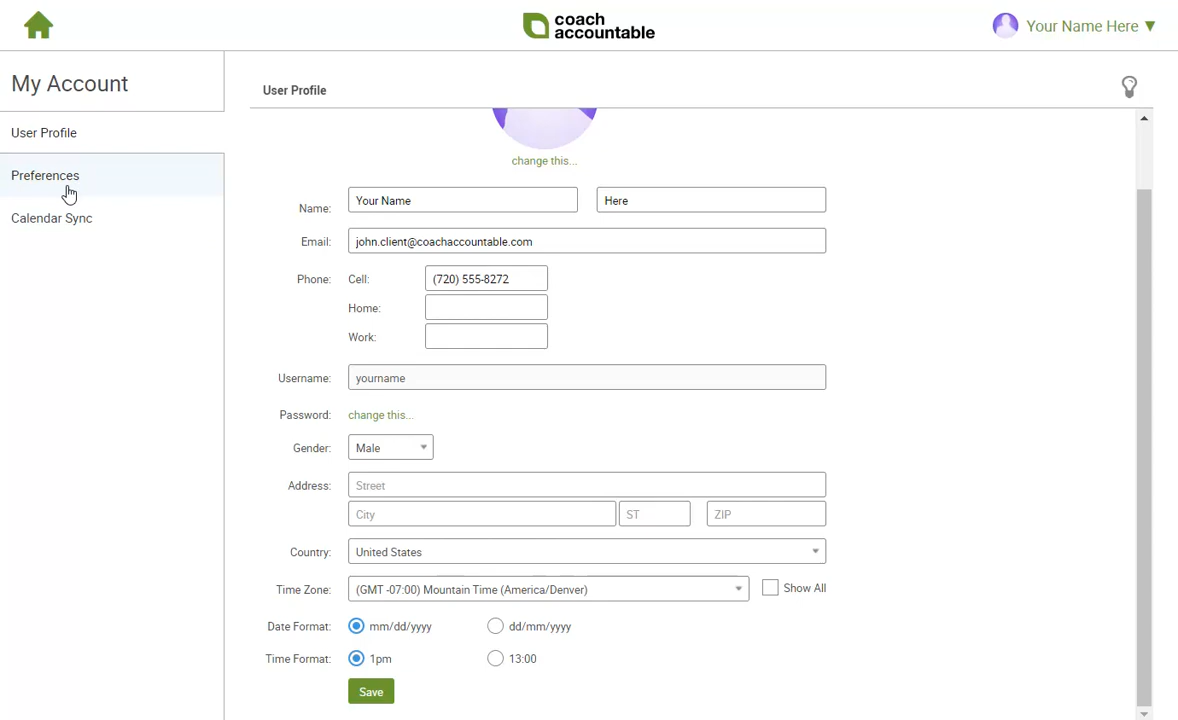 coach
accountable
Your Name Here ▼
My Account
User Profile
User Profile
Preferences
Calendar Sync
change this...
Name: Your Name Here
Email: john.client@coachaccountable.com
Phone: Cell: (720) 555-8272
Home:
Work:
Username: yourname
Password: change this...
Gender: Male
Address: Street
City ST ZIP
Country: United States
Time Zone: (GMT -07:00) Mountain Time (America/Denver) Show All
Date Format: mm/dd/yyyy dd/mm/yyyy
Time Format: 1pm 13:00
Save